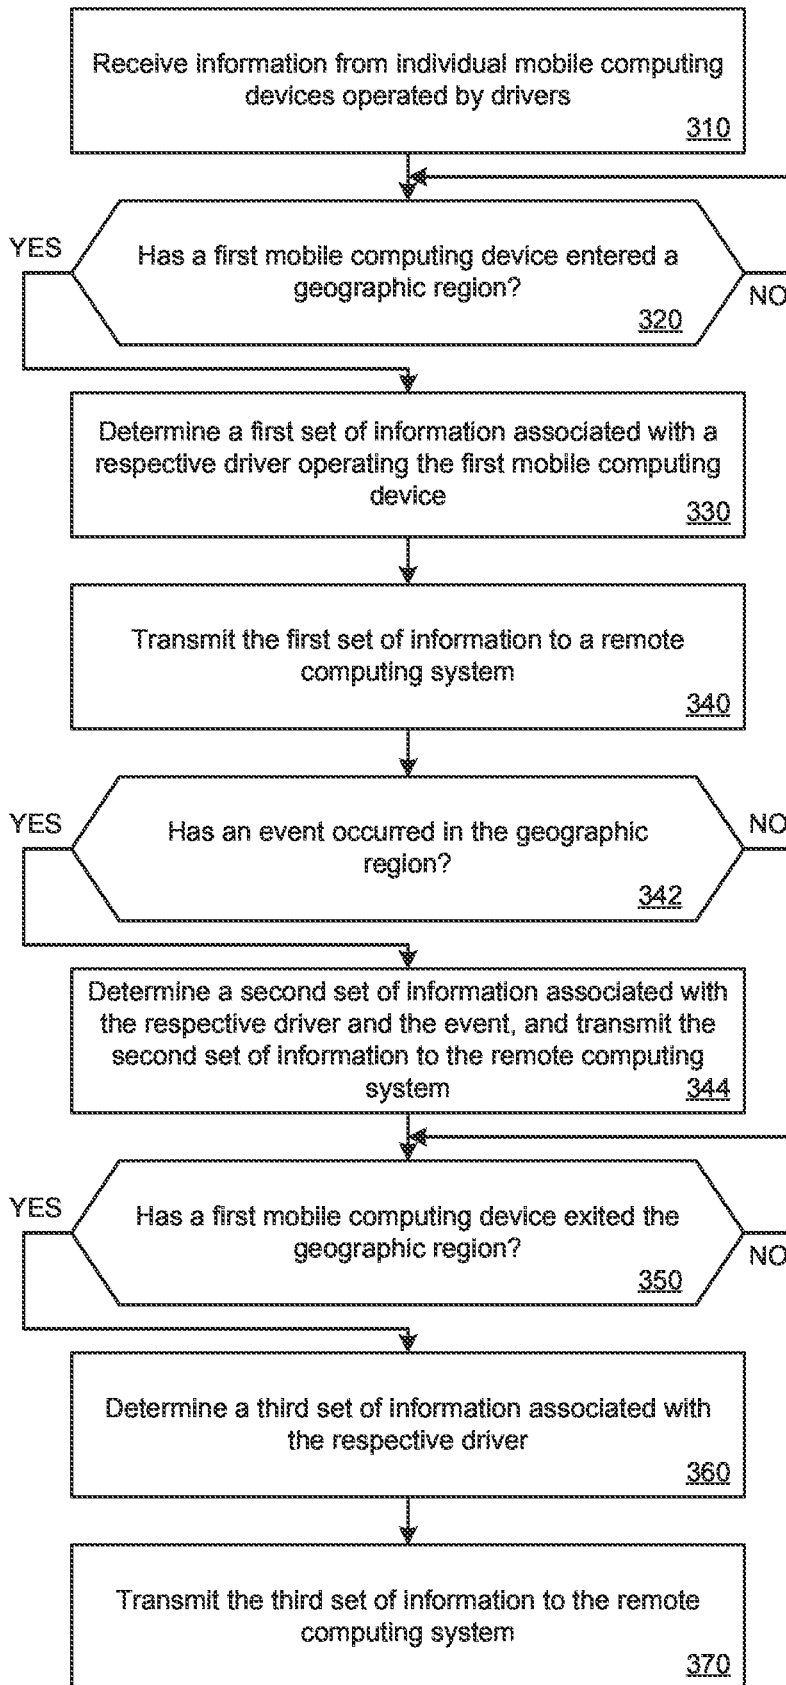 Receive information from individual mobile computing
devices operated by drivers
310
YES
Has a first mobile computing device entered a
geographic region?
NO
320
Determine a first set of information associated with a
respective driver operating the first mobile computing
device
330
Transmit the first set of information to a remote
computing system
340
YES
Has an event occurred in the geographic
region?
NO
342
Determine a second set of information associated with
the respective driver and the event, and transmit the
second set of information to the remote computing
system
344
YES
Has a first mobile computing device exited the
geographic region?
NO
350
Determine a third set of information associated with
the respective driver
360
Transmit the third set of information to the remote
computing system
370